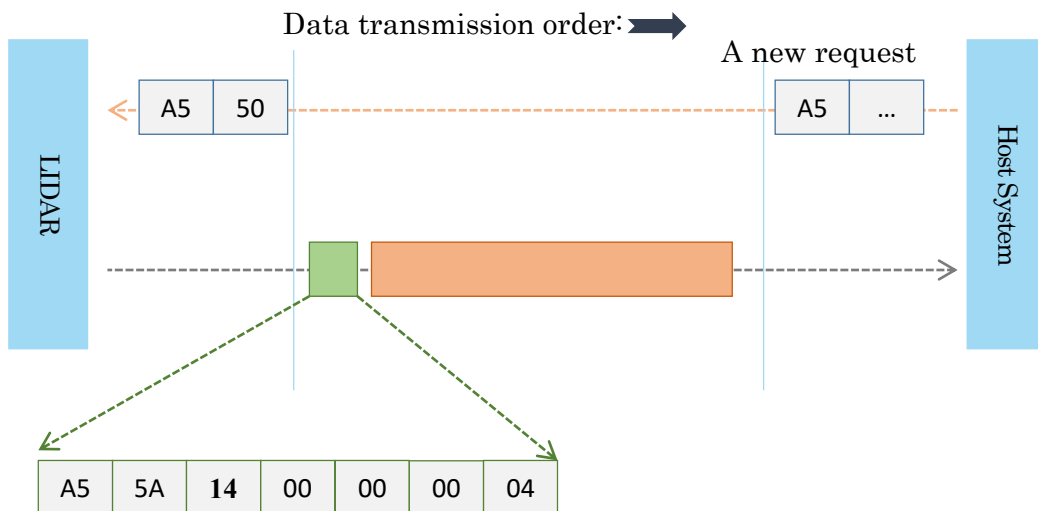 Data transmission order:
A new request
A5 50
A5 ...
LIDAR
Host System
A5 5A 14 00 00 00 04